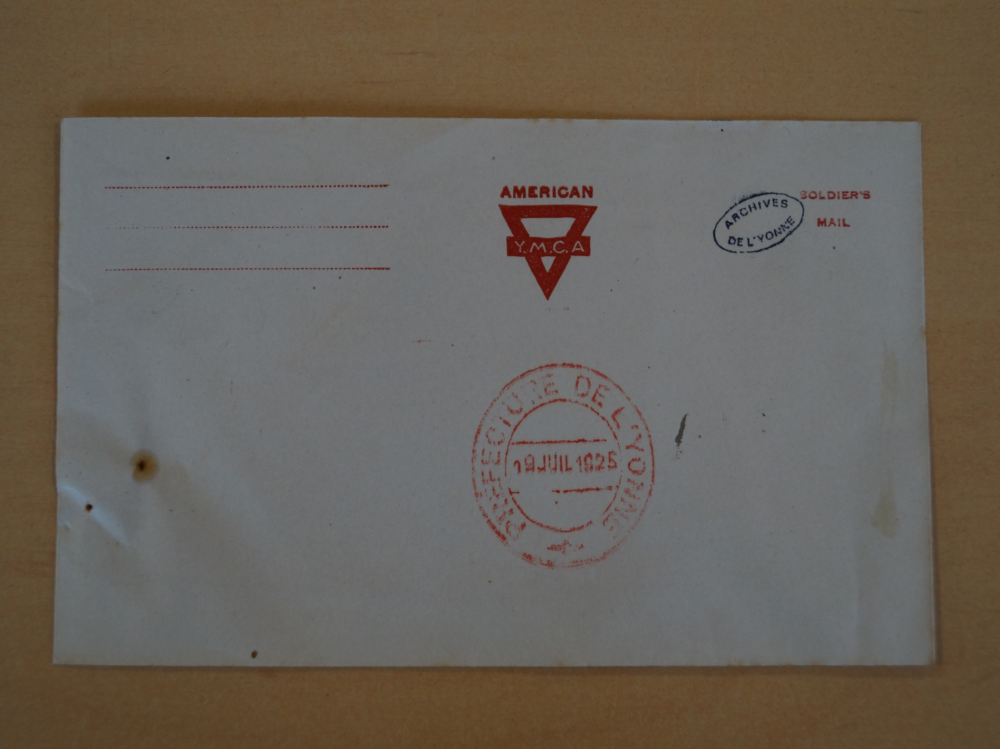 AMERICAN
Y.M.C.A
SOLDIER'S
MAIL
ARCHIVES
DE L'YONNE
PRÉFECTURE DE L'YONNE
19 JUIL 1925